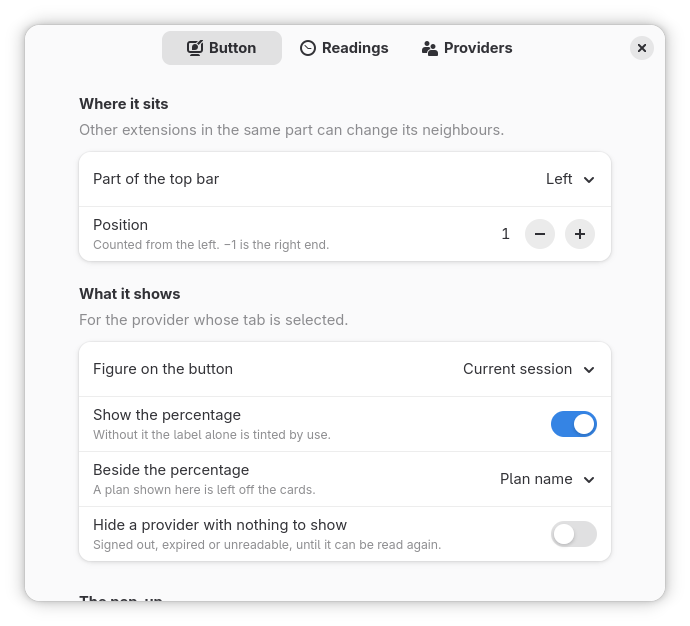 Button
Readings
Providers
Where it sits
Other extensions in the same part can change its neighbours.
Part of the top bar
Left
Position
Counted from the left. −1 is the right end.
1
What it shows
For the provider whose tab is selected.
Figure on the button
Current session
Show the percentage
Without it the label alone is tinted by use.
Beside the percentage
A plan shown here is left off the cards.
Plan name
Hide a provider with nothing to show
Signed out, expired or unreadable, until it can be read again.
The pop-up